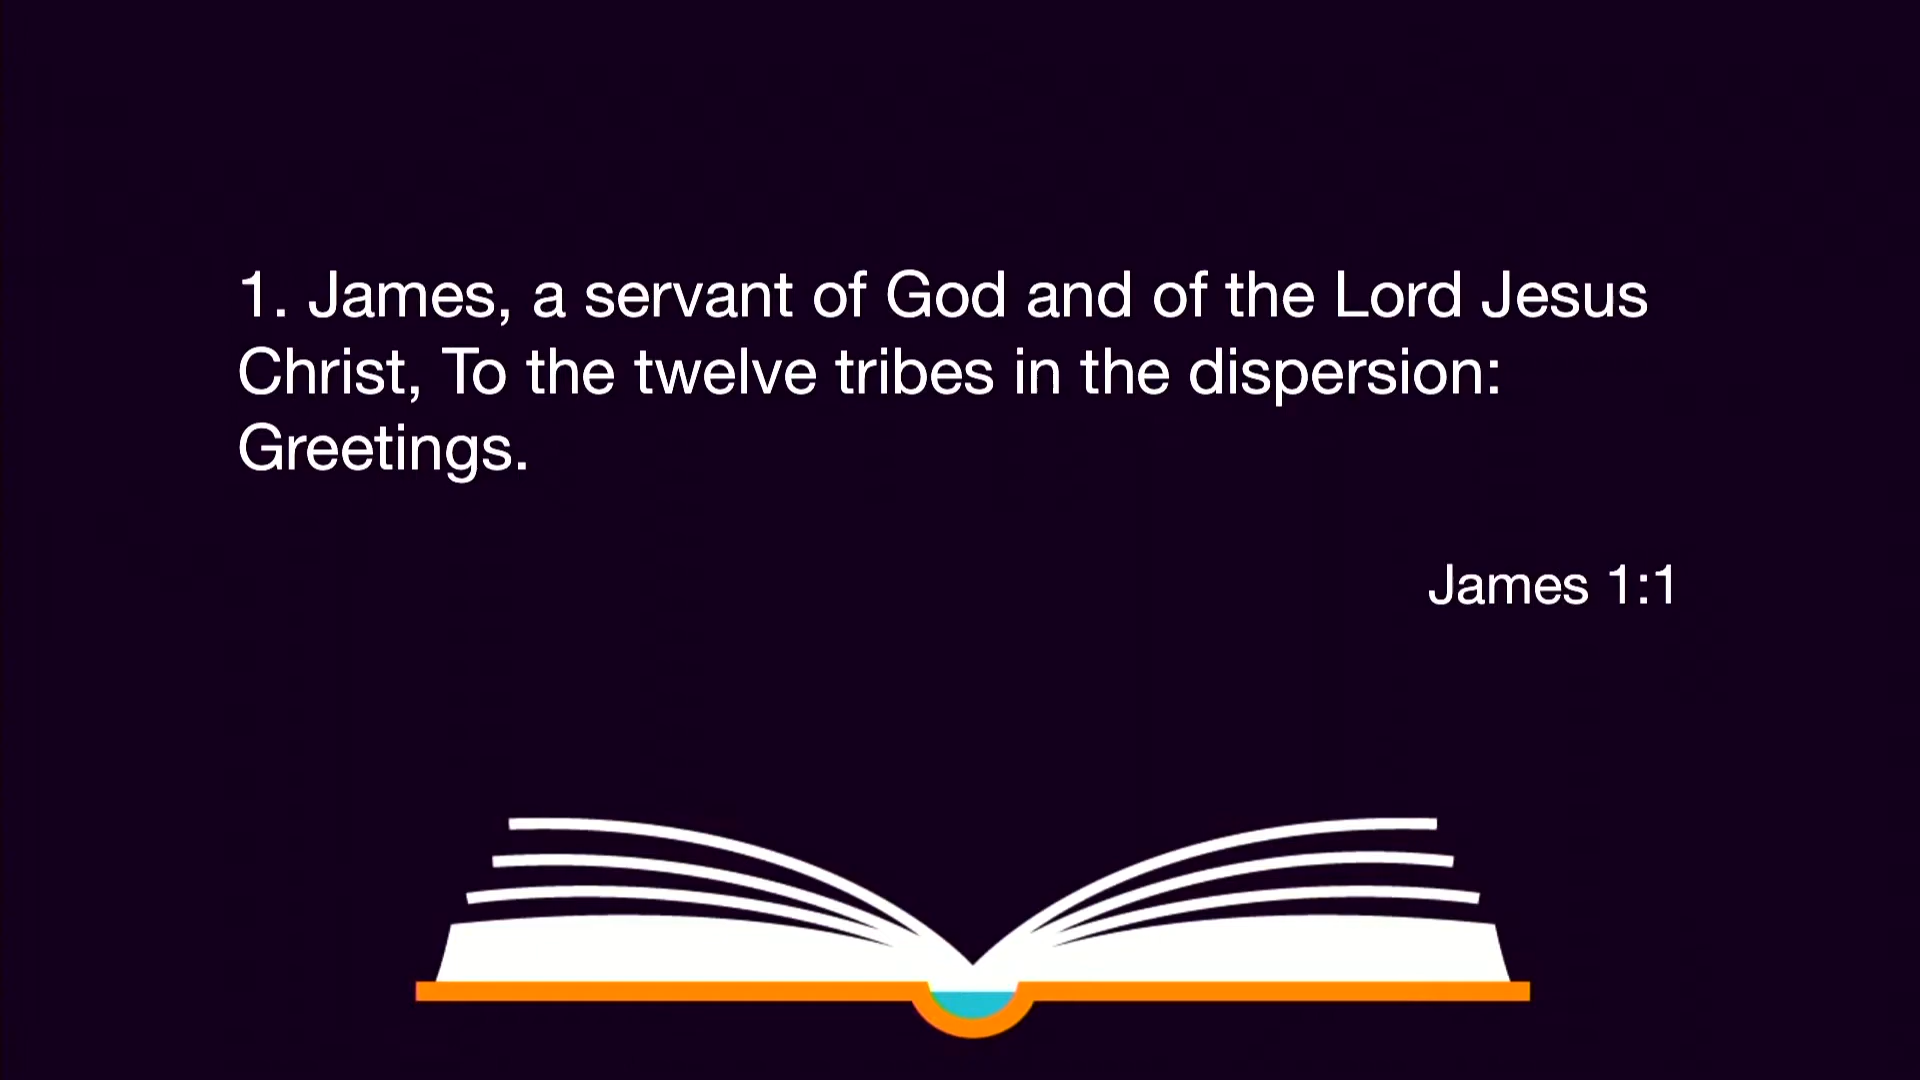 1. James, a servant of God and of the Lord Jesus
Christ, To the twelve tribes in the dispersion:
Greetings.
James 1:1